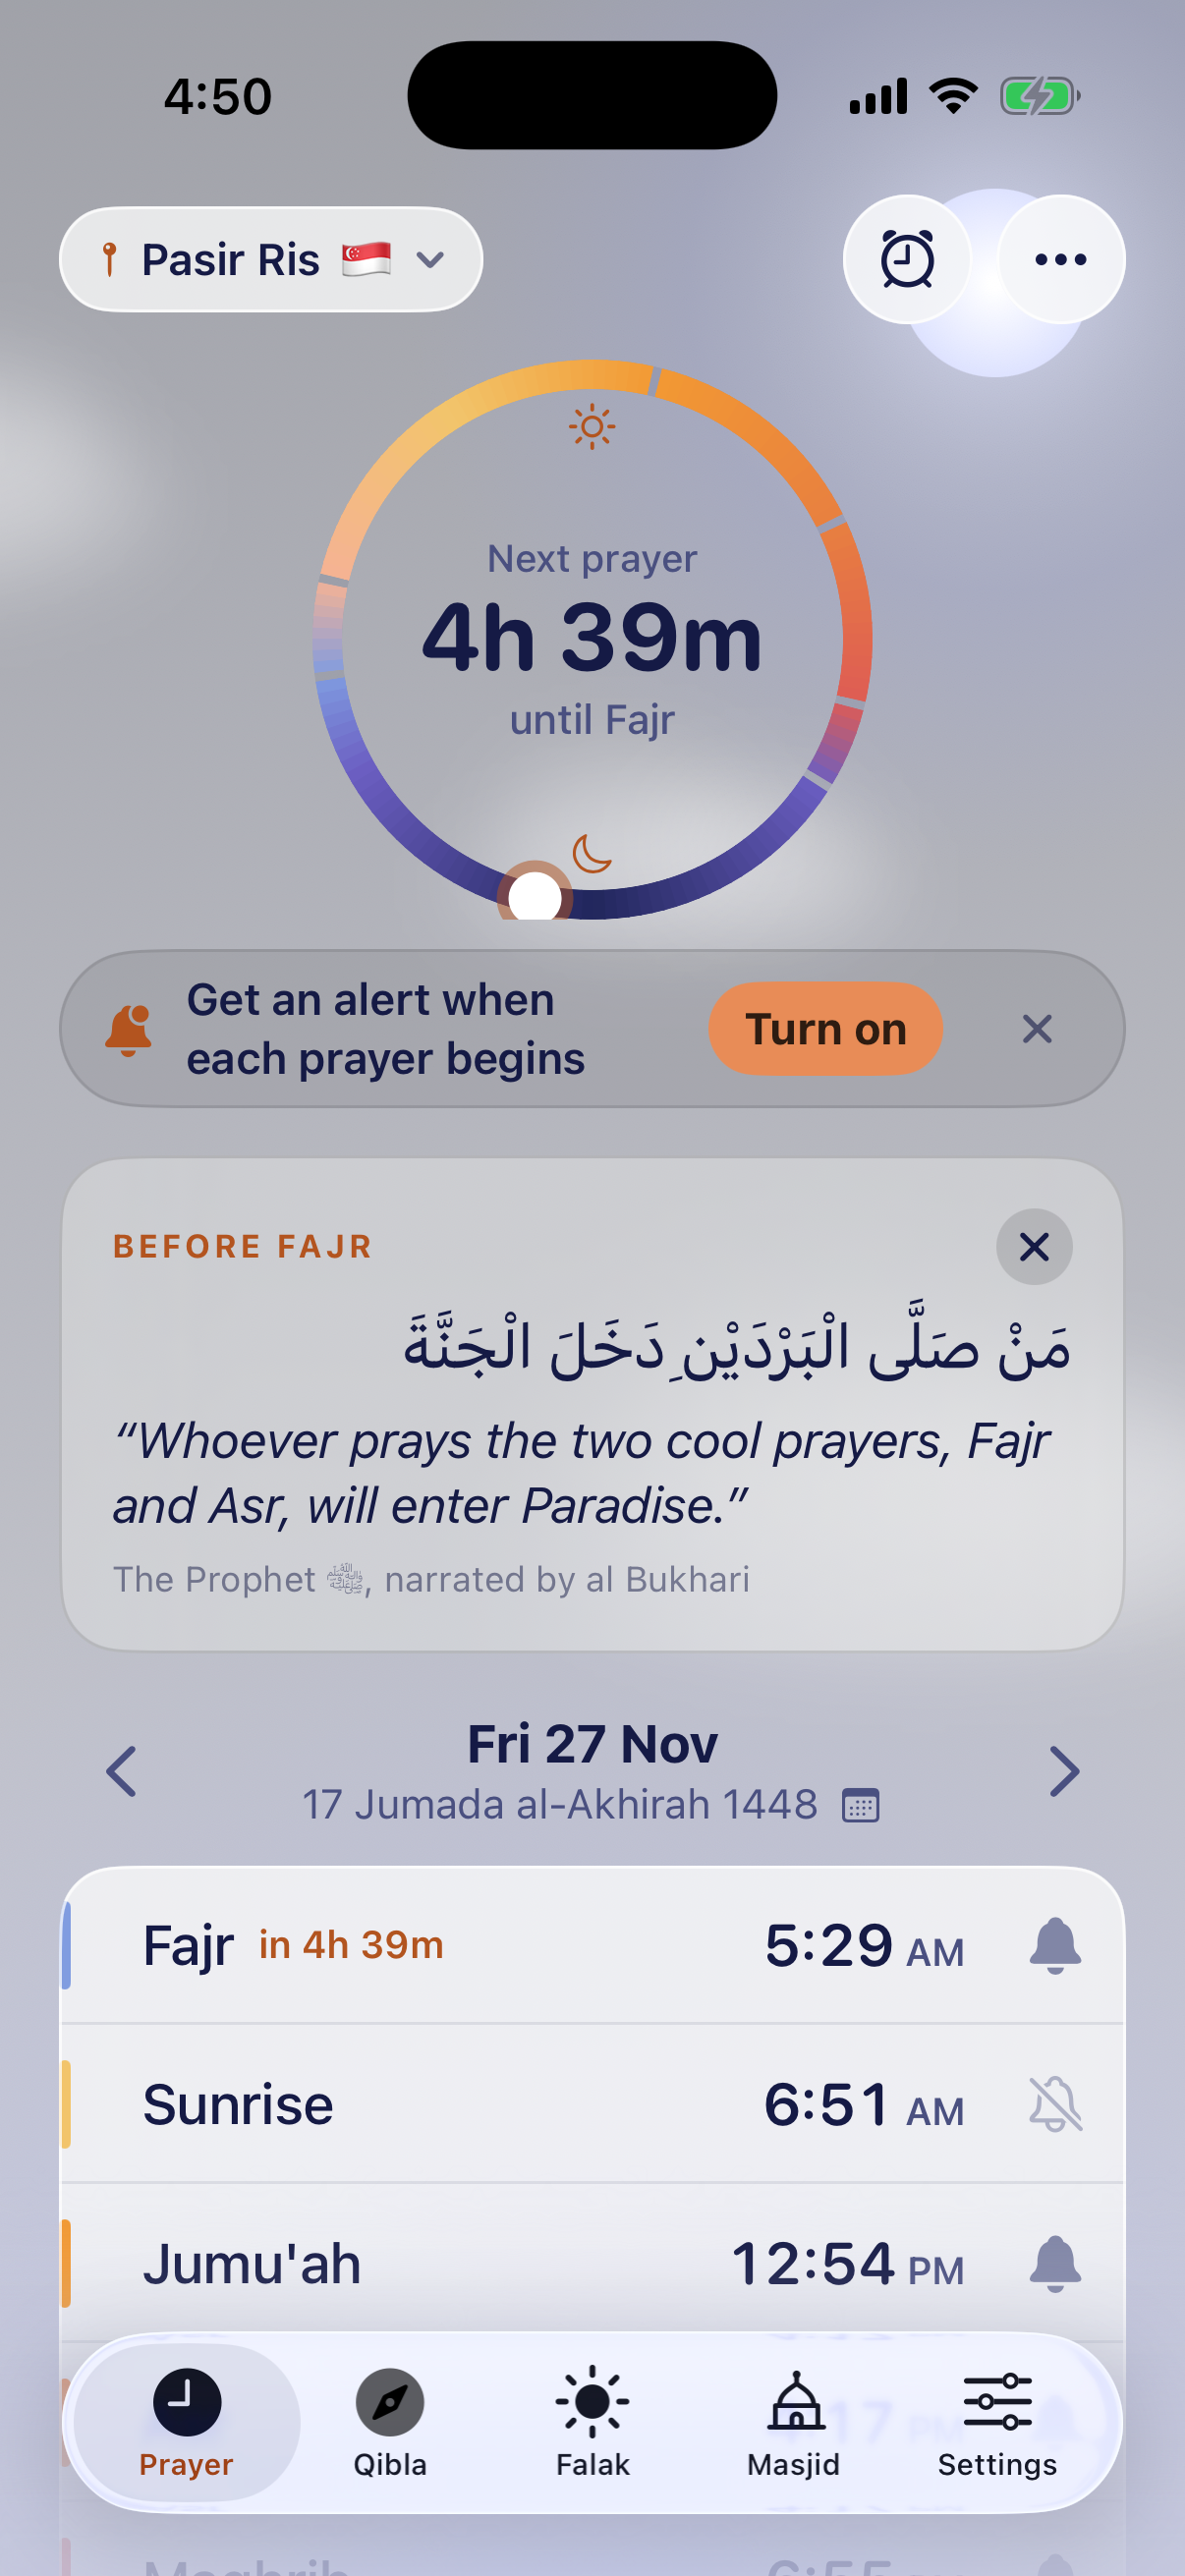 4:50
Pasir Ris 🇸🇬
Next prayer
4h 39m
until Fajr
Get an alert when
each prayer begins
Turn on
BEFORE FAJR
مَنْ صَلَّى الْبَرْدَيْنِ دَخَلَ الْجَنَّةَ
“Whoever prays the two cool prayers, Fajr
and Asr, will enter Paradise.”
The Prophet ﷺ, narrated by al Bukhari
Fri 27 Nov
17 Jumada al-Akhirah 1448
Fajr in 4h 39m 5:29 AM
Sunrise 6:51 AM
Jumu'ah 12:54 PM
Prayer Qibla Falak Masjid Settings